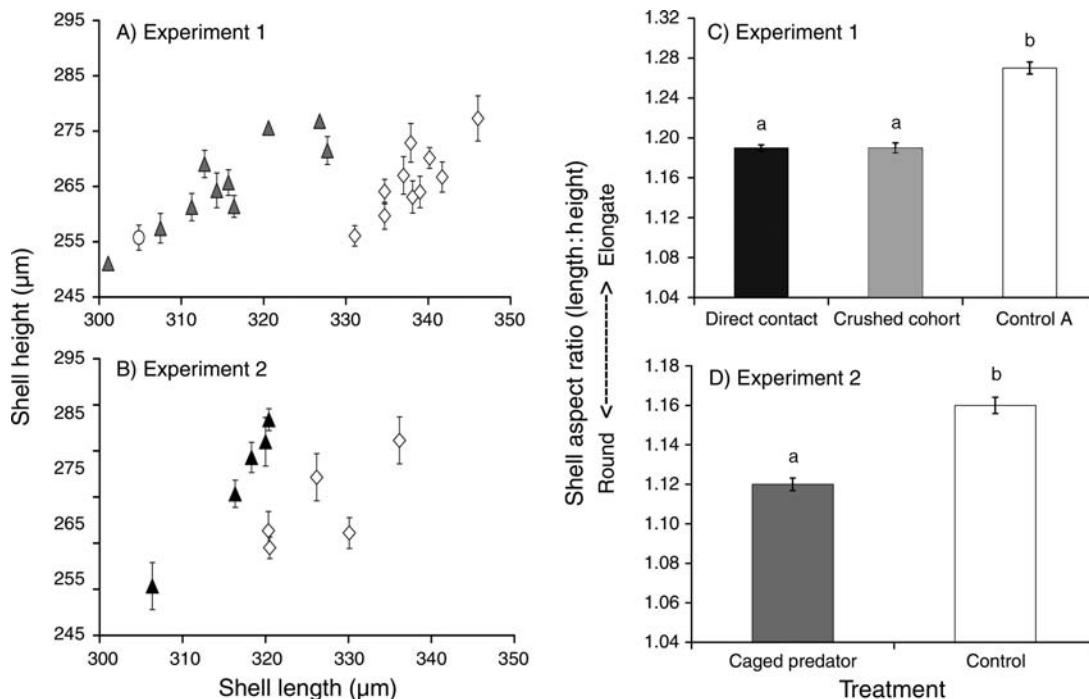 A) Experiment 1
295
285
275
265
255
245
300 310 320 330 340 350
B) Experiment 2
295
285
275
265
255
245
300 310 320 330 340 350
Shell height (µm)
Shell length (µm)
C) Experiment 1
1.32
1.28
1.24
1.20
1.16
1.12
1.08
1.04
a
a
b
Direct contact Crushed cohort Control A
D) Experiment 2
1.16
1.14
1.12
1.10
1.08
1.06
1.04
a
b
Caged predator Control
Shell aspect ratio (length:height)
Round <-------> Elongate
Treatment